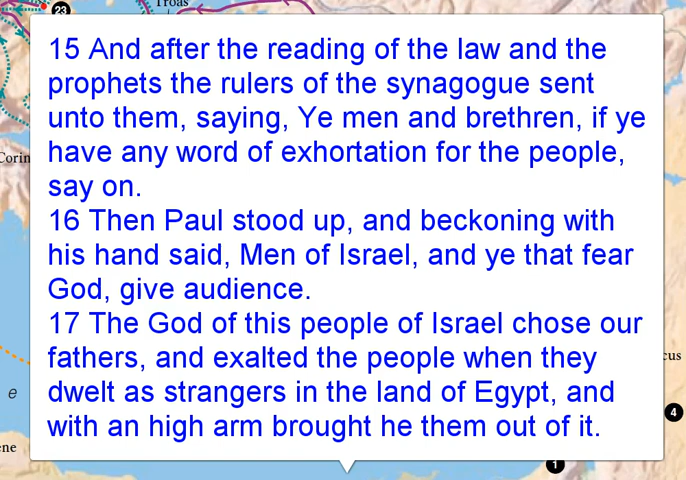 23
Troas
15 And after the reading of the law and the
prophets the rulers of the synagogue sent
unto them, saying, Ye men and brethren, if ye
have any word of exhortation for the people,
say on.
16 Then Paul stood up, and beckoning with
his hand said, Men of Israel, and ye that fear
God, give audience.
17 The God of this people of Israel chose our
fathers, and exalted the people when they
dwelt as strangers in the land of Egypt, and
with an high arm brought he them out of it.
Corin
e
ene
cus
4
1